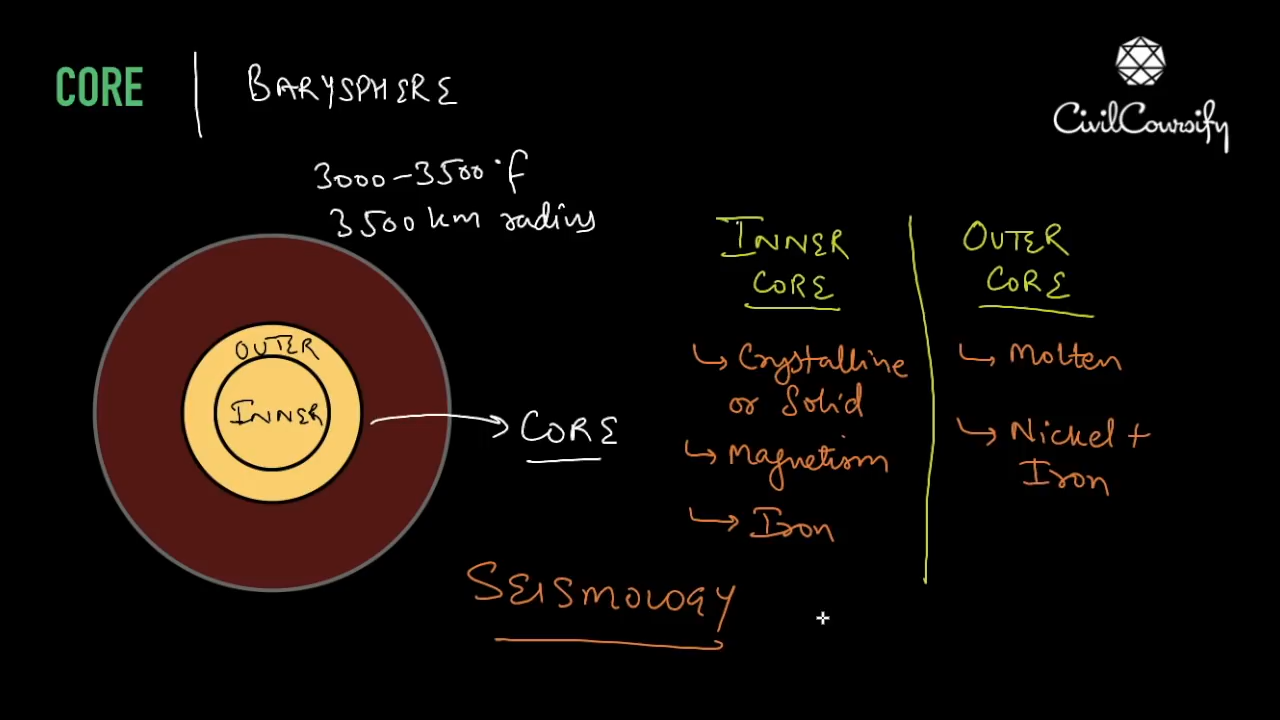 CORE | BARYSPHERE
CivilCoursify
3000-3500°f
3500 km radius
OUTER
INNER
CORE
INNER
CORE
↳ Crystalline
or Solid
↳ Magnetism
↳ Iron
OUTER
CORE
↳ Molten
↳ Nickel +
Iron
SEISMOLOGY